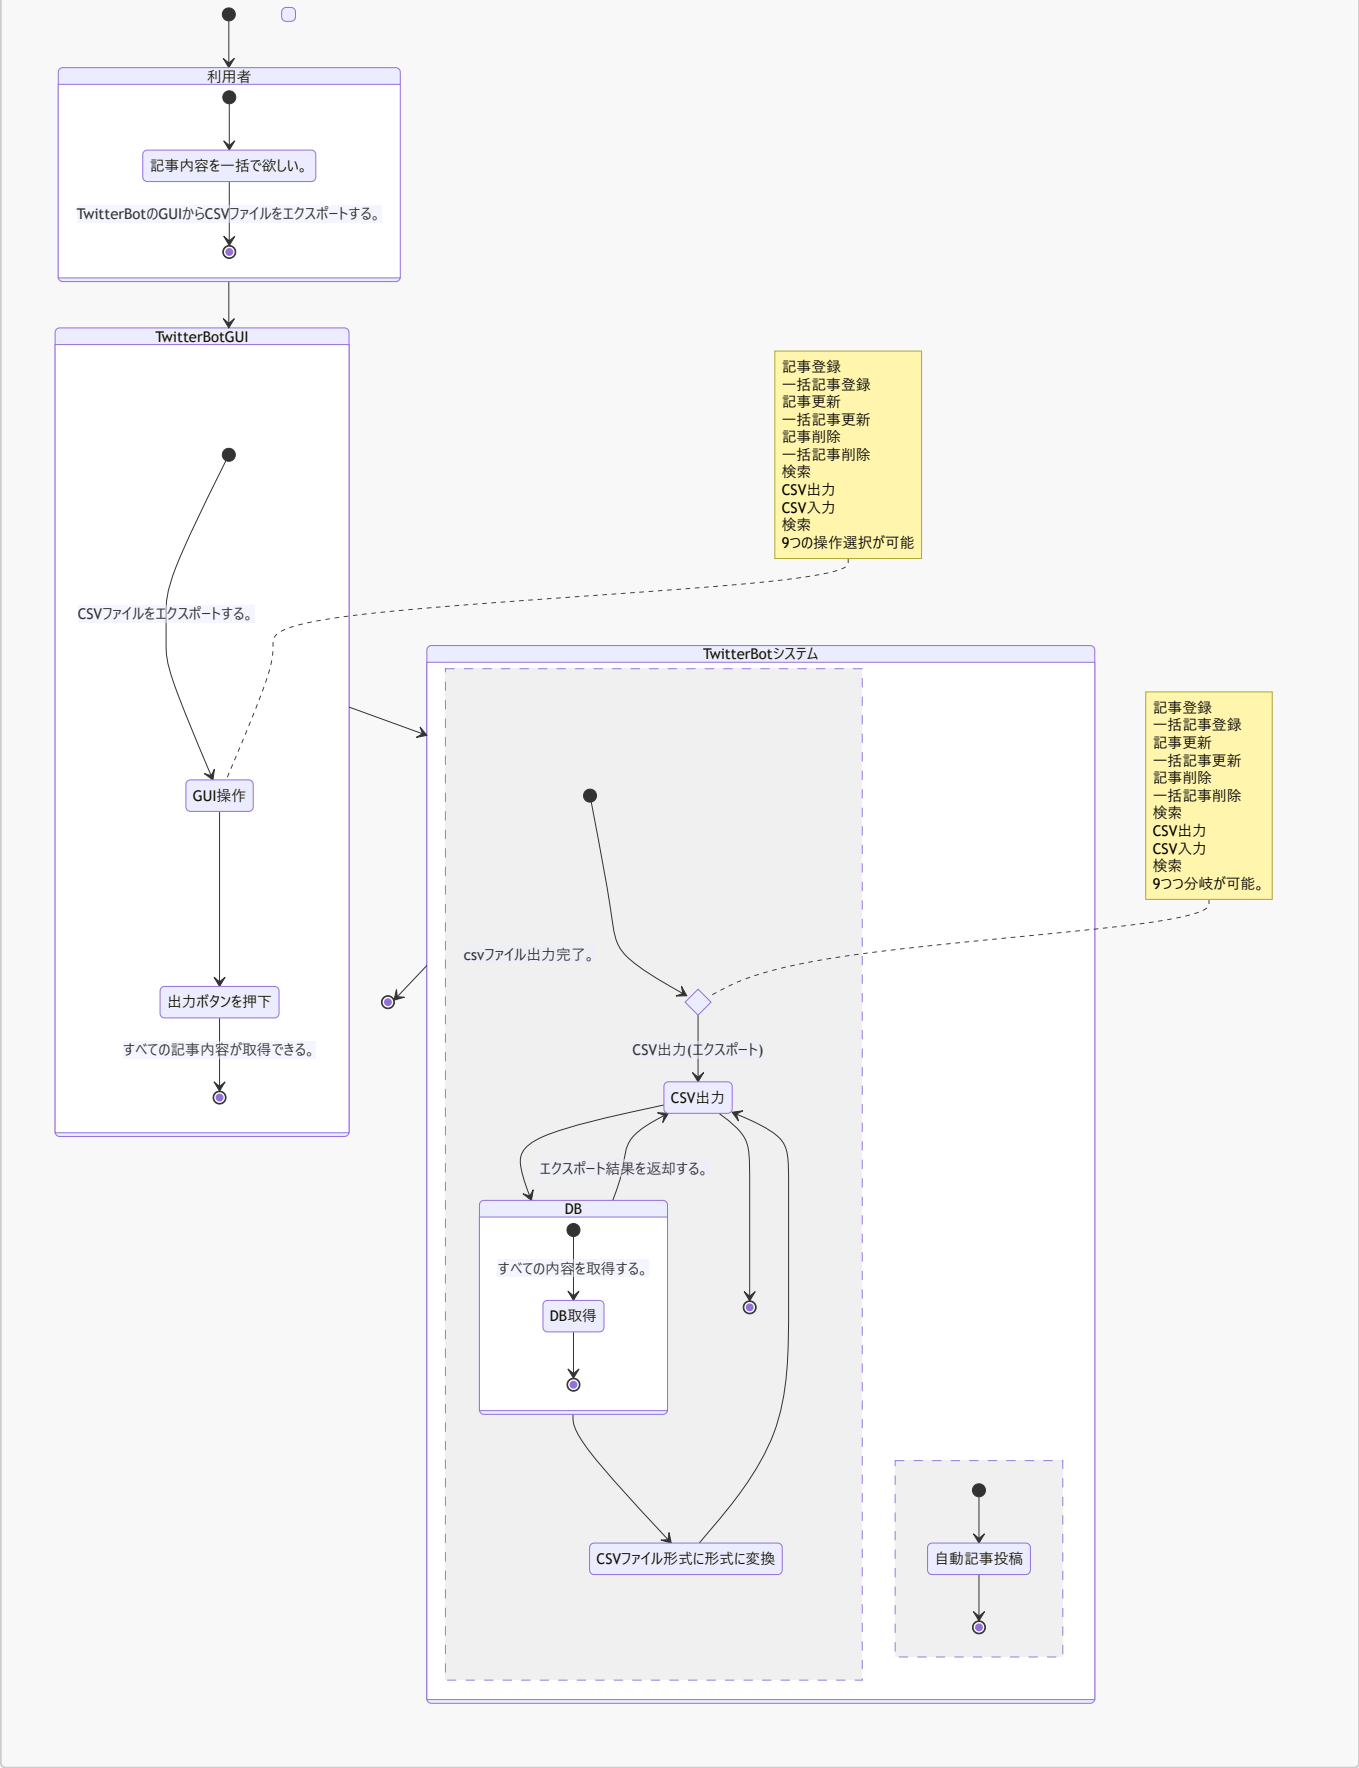 利用者
記事内容を一括で欲しい。
TwitterBotのGUIからCSVファイルをエクスポートする。
TwitterBotGUI
CSVファイルをエクスポートする。
GUI操作
出力ボタンを押下
すべての記事内容が取得できる。
記事登録
一括記事登録
記事更新
一括記事更新
記事削除
一括記事削除
検索
CSV出力
CSV入力
検索
9つの操作選択が可能
TwitterBotシステム
csvファイル出力完了。
CSV出力(エクスポート)
CSV出力
エクスポート結果を返却する。
DB
すべての内容を取得する。
DB取得
CSVファイル形式に形式に変換
自動記事投稿
記事登録
一括記事登録
記事更新
一括記事更新
記事削除
一括記事削除
検索
CSV出力
CSV入力
検索
9つつ分岐が可能。